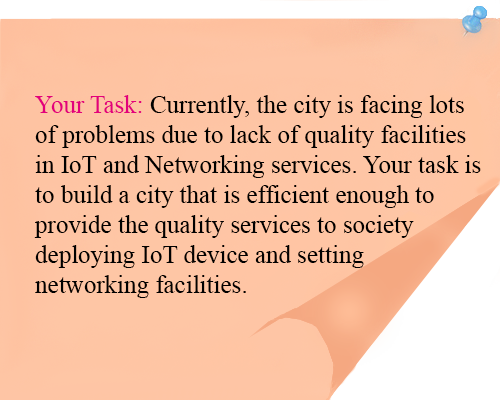 Your Task: Currently, the city is facing lots
of problems due to lack of quality facilities
in IoT and Networking services. Your task is
to build a city that is efficient enough to
provide the quality services to society
deploying IoT device and setting
networking facilities.